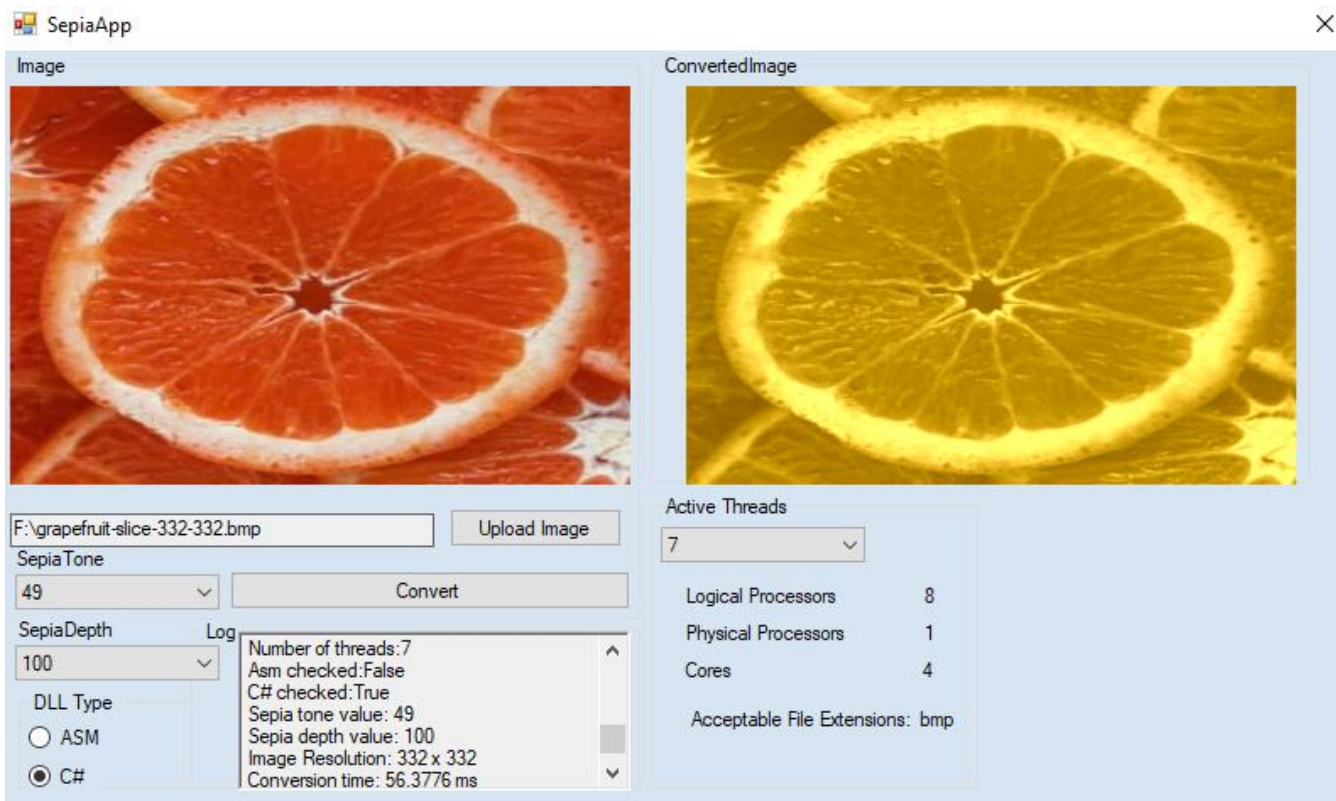 SepiaApp
Image
ConvertedImage
F:\grapefruit-slice-332-332.bmp
Upload Image
SepiaTone
49
Convert
SepiaDepth
100
Log
Number of threads:7
Asm checked:False
C# checked:True
Sepia tone value: 49
Sepia depth value: 100
Image Resolution: 332 x 332
Conversion time: 56.3776 ms
DLL Type
ASM
C#
Active Threads
7
Logical Processors 8
Physical Processors 1
Cores 4
Acceptable File Extensions: bmp